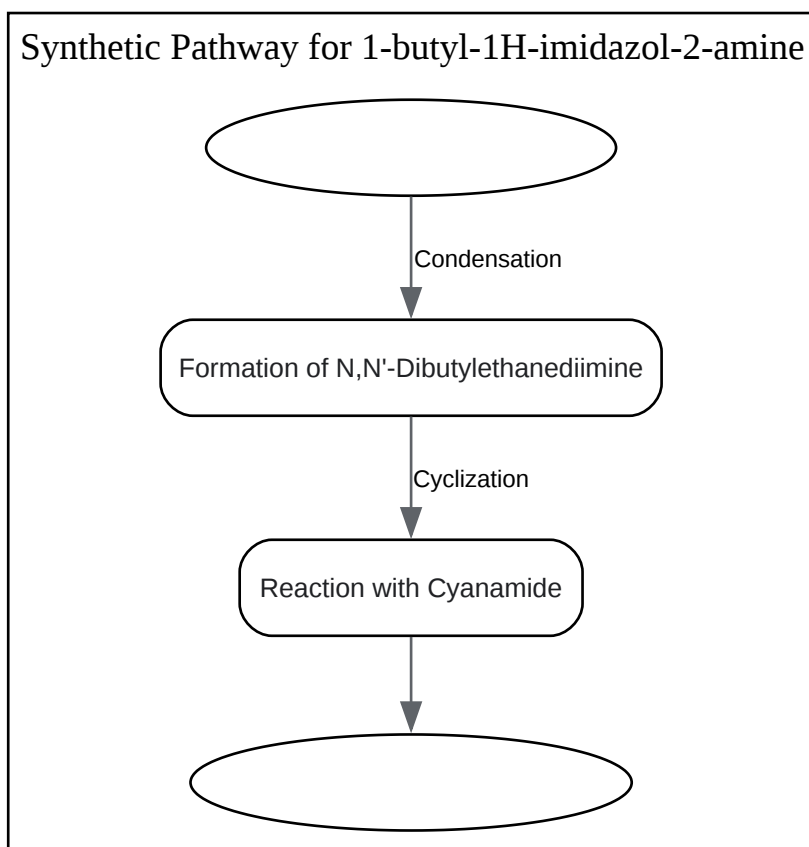 Synthetic Pathway for 1-butyl-1H-imidazol-2-amine
Condensation
Formation of N,N'-Dibutylethanediimine
Cyclization
Reaction with Cyanamide